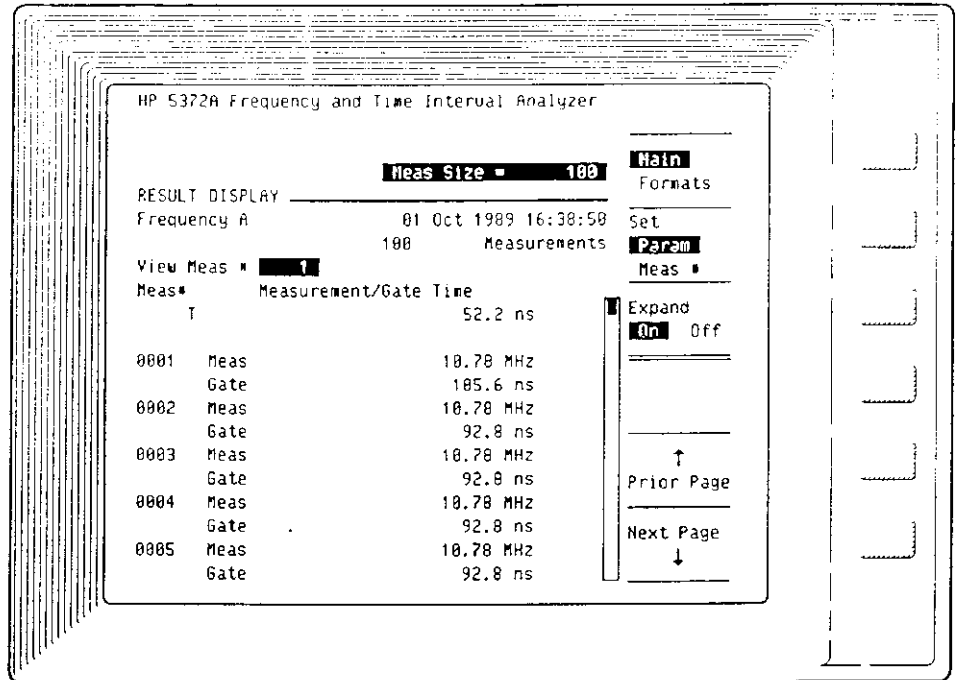 HP 5372A Frequency and Time Interval Analyzer
Meas Size = 100
RESULT DISPLAY
Frequency A 01 Oct 1989 16:38:50
100 Measurements
View Meas # 1
Meas# Measurement/Gate Time
T 52.2 ns
0001 Meas 10.78 MHz
Gate 105.6 ns
0002 Meas 10.78 MHz
Gate 92.8 ns
0003 Meas 10.78 MHz
Gate 92.8 ns
0004 Meas 10.78 MHz
Gate 92.8 ns
0005 Meas 10.78 MHz
Gate 92.8 ns
Main
Formats
Set
Param
Meas #
Expand
On Off
↑
Prior Page
Next Page
↓